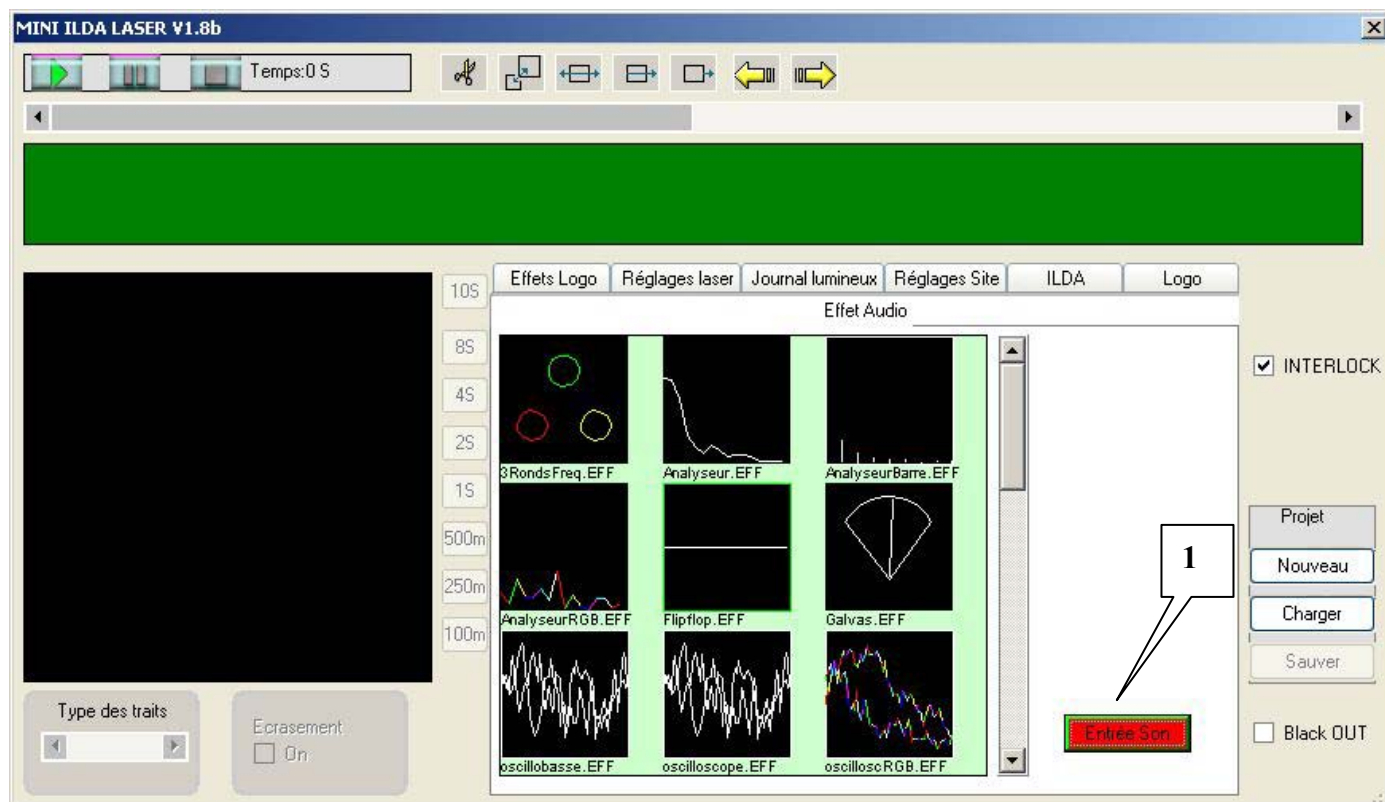 MINI ILDA LASER V1.8b
Temps:0 S
Effets Logo
Réglages laser
Journal lumineux
Réglages Site
ILDA
Logo
Effet Audio
10S
8S
4S
2S
1S
500m
250m
100m
3RondsFreq.EFF
Analyseur.EFF
AnalyseurBarre.EFF
AnalyseurRGB.EFF
Flipflop.EFF
Galvas.EFF
oscillobasse.EFF
oscilloscope.EFF
oscilloscRGB.EFF
1
Entrée Son
INTERLOCK
Projet
Nouveau
Charger
Sauver
Black OUT
Type des traits
Ecrasement
On